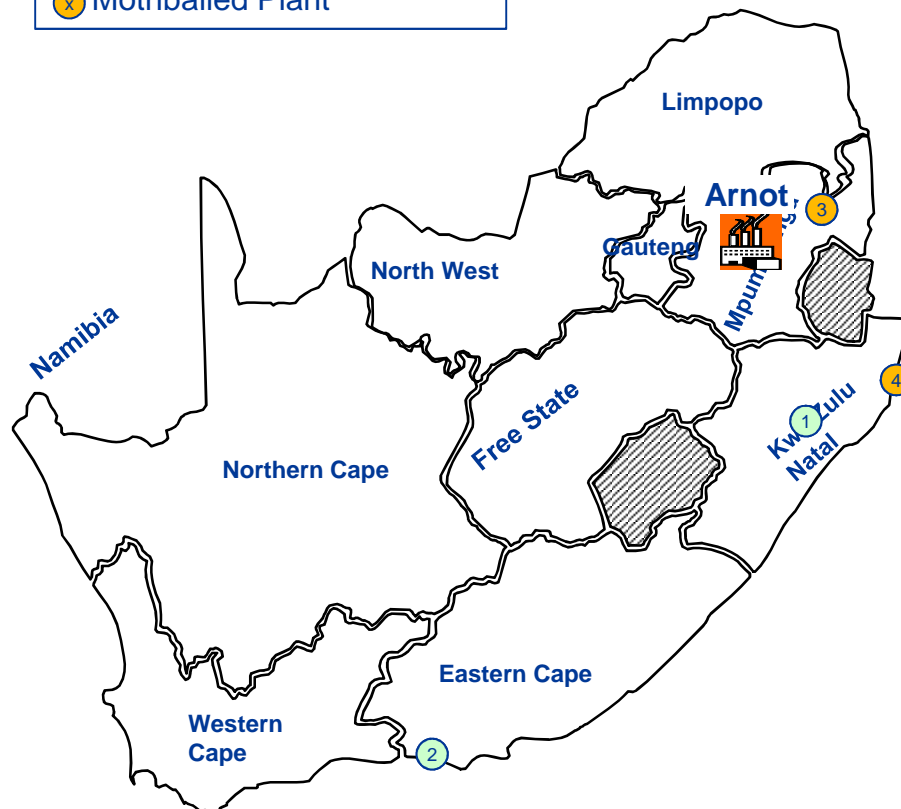 x Mothballed Plant
Limpopo
Arnot
3
Gauteng
North West
Namibia
4
Free State
1
Natal
Northern Cape
Eastern Cape
Western
Cape
2